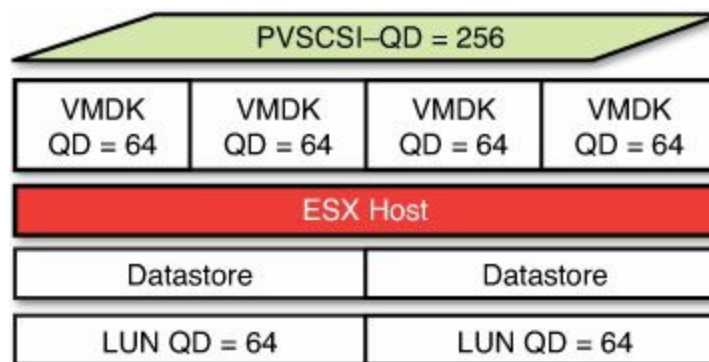 PVSCSI–QD = 256
VMDK VMDK VMDK VMDK
QD = 64 QD = 64 QD = 64 QD = 64
ESX Host
Datastore Datastore
LUN QD = 64 LUN QD = 64